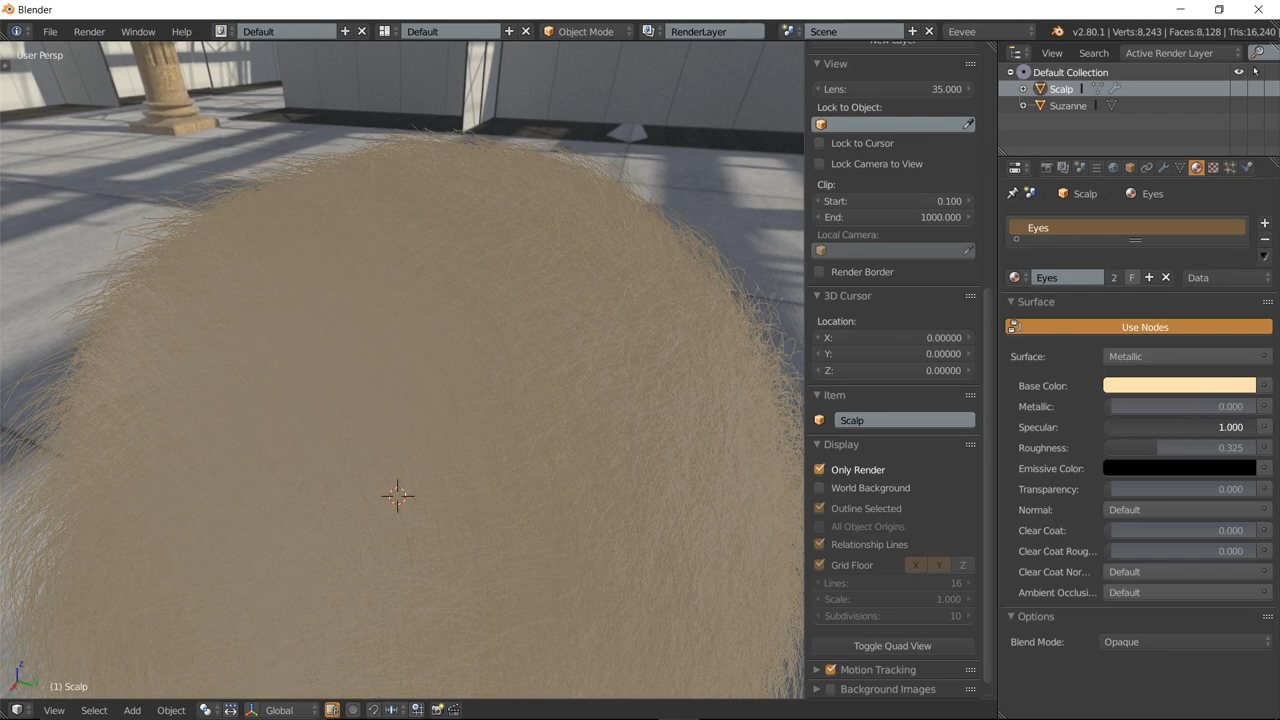 Blender
File Render Window Help Default Default Object Mode RenderLayer Scene Eevee v2.80.1 | Verts:8,243 | Faces:8,128 | Tris:16,240
User Persp
New Layer
View
Lens: 35.000
Lock to Object:
Lock to Cursor
Lock Camera to View
Clip:
Start: 0.100
End: 1000.000
Local Camera:
Render Border
3D Cursor
Location:
X: 0.00000
Y: 0.00000
Z: 0.00000
Item
Scalp
Display
Only Render
World Background
Outline Selected
All Object Origins
Relationship Lines
Grid Floor X Y Z
Lines: 16
Scale: 1.000
Subdivisions: 10
Toggle Quad View
Motion Tracking
Background Images
View Search Active Render Layer
Default Collection
Scalp
Suzanne
Scalp Eyes
Eyes
Eyes 2 F Data
Surface
Use Nodes
Surface: Metallic
Base Color:
Metallic: 0.000
Specular: 1.000
Roughness: 0.325
Emissive Color:
Transparency: 0.000
Normal: Default
Clear Coat: 0.000
Clear Coat Roug... 0.000
Clear Coat Nor... Default
Ambient Occlusi... Default
Options
Blend Mode: Opaque
z
y
(1) Scalp
View Select Add Object Global